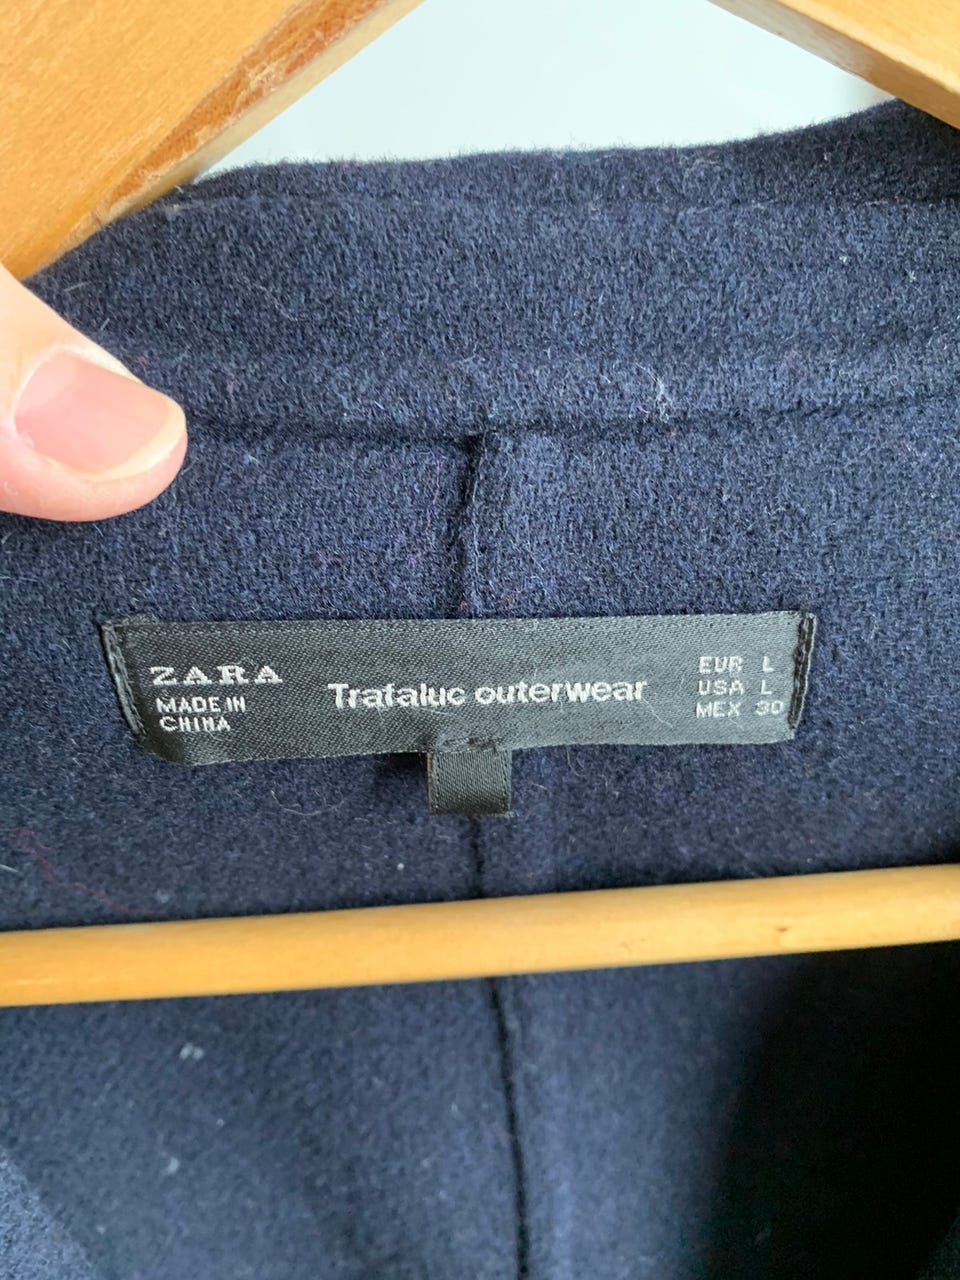 ZARA
MADE IN
CHINA
Trafaluc outerwear
EUR L
USA L
MEX 30